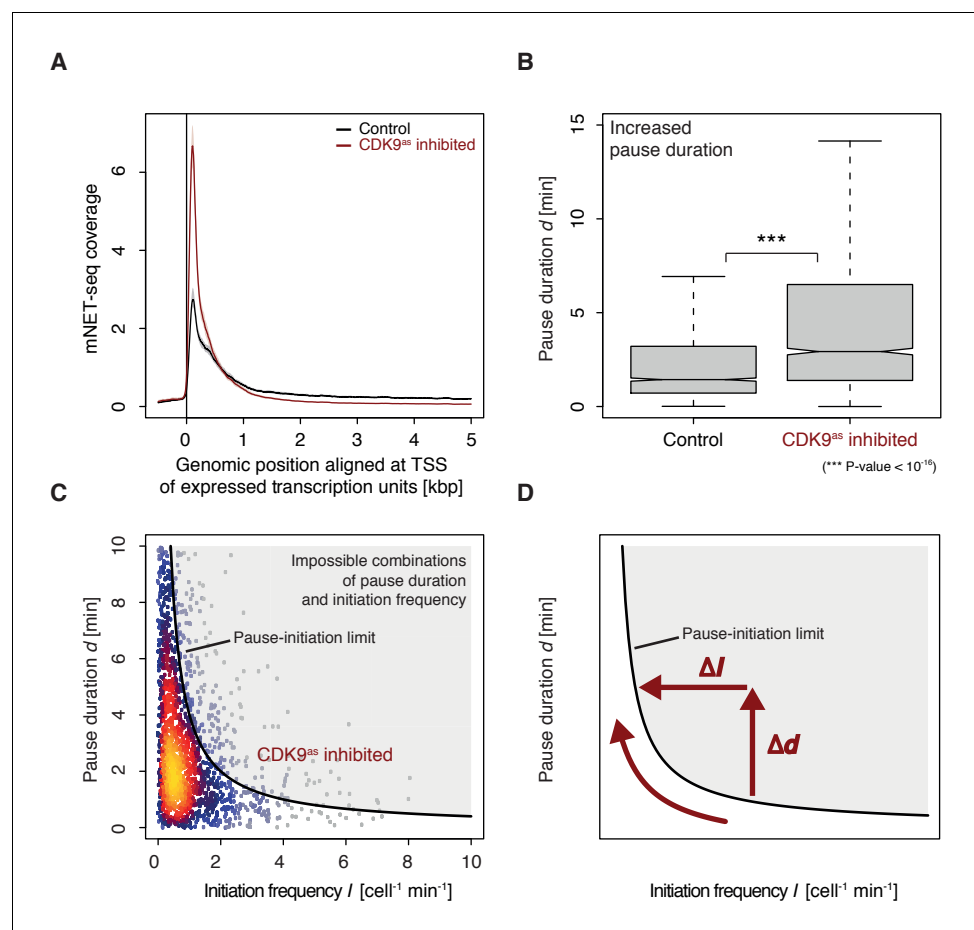 A
Control
CDK9ᵃˢ inhibited
mNET-seq coverage
6
4
2
0
0 1 2 3 4 5
Genomic position aligned at TSS
of expressed transcription units [kbp]
B
Increased
pause duration
***
Pause duration d [min]
15
10
5
0
Control
CDK9ᵃˢ inhibited
(*** P-value < 10⁻¹⁶)
C
Impossible combinations
of pause duration
and initiation frequency
Pause-initiation limit
CDK9ᵃˢ inhibited
Pause duration d [min]
10
8
6
4
2
0
0 2 4 6 8 10
Initiation frequency I [cell⁻¹ min⁻¹]
D
Pause-initiation limit
ΔI
Δd
Pause duration d [min]
Initiation frequency I [cell⁻¹ min⁻¹]